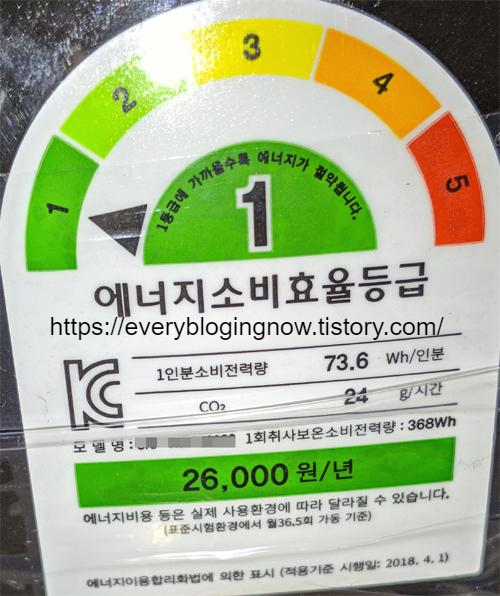 1
2
3
4
5
1등급에 가까울수록 에너지가 절약됩니다.
1
에너지소비효율등급
https://everyblogingnow.tistory.com/
1인분소비전력량 73.6 Wh/인분
CO₂ 24 g/시간
모 델 명 : 1회취사보온소비전력량 : 368Wh
26,000 원/년
에너지비용 등은 실제 사용환경에 따라 달라질 수 있습니다.
(표준시험환경에서 월36.5회 가동 기준)
에너지이용합리화법에 의한 표시 (적용기준 시행일: 2018. 4. 1)